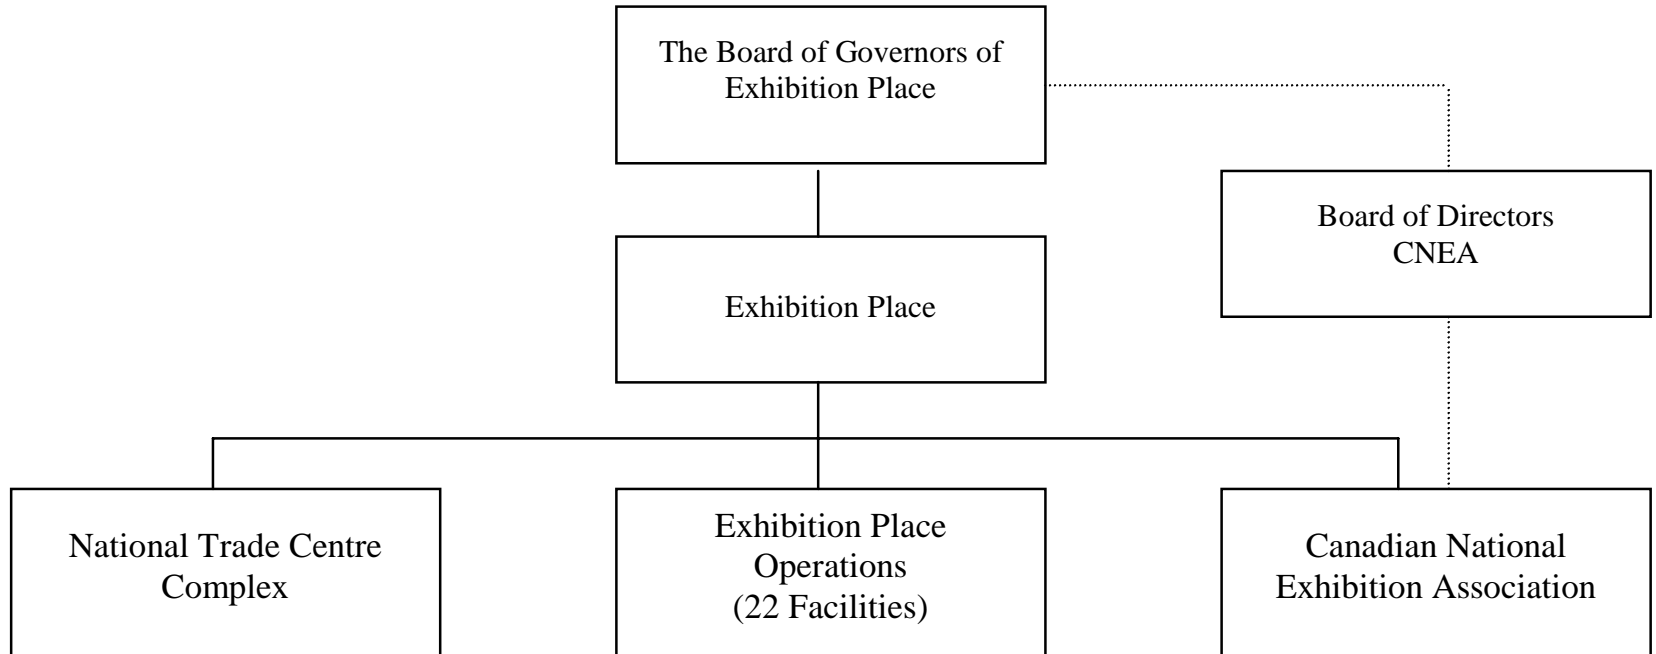 The Board of Governors of
Exhibition Place
Board of Directors
CNEA
Exhibition Place
National Trade Centre
Complex
Exhibition Place
Operations
(22 Facilities)
Canadian National
Exhibition Association